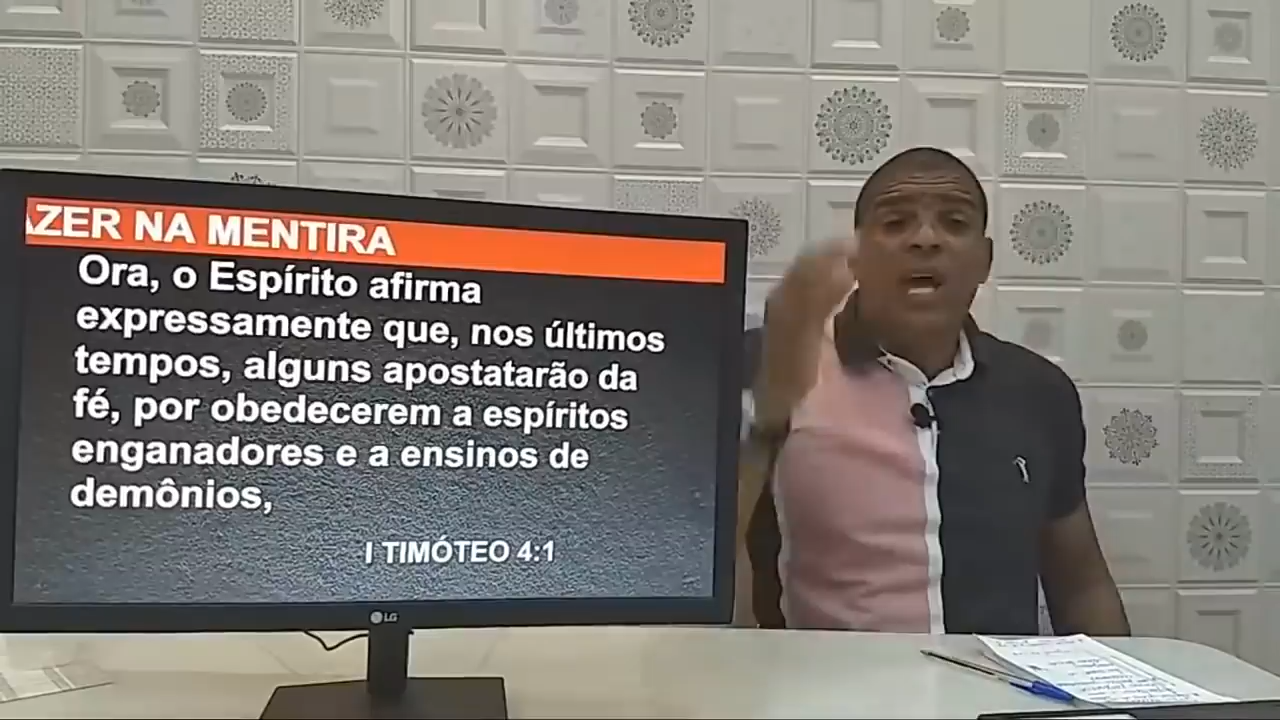 AZER NA MENTIRA
Ora, o Espírito afirma
expressamente que, nos últimos
tempos, alguns apostatarão da
fé, por obedecerem a espíritos
enganadores e a ensinos de
demônios,
I TIMÓTEO 4:1
LG